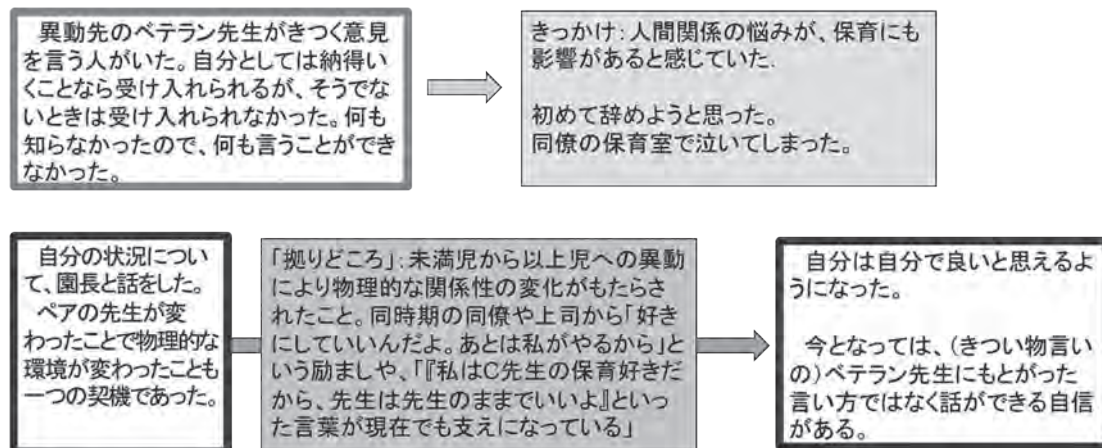 異動先のベテラン先生がきつく意見
を言う人がいた。自分としては納得い
くことなら受け入れられるが、そうでな
いときは受け入れられなかった。何も
知らなかったので、何も言うことができ
なかった。
きっかけ:人間関係の悩みが、保育にも
影響があると感じていた.
初めて辞めようと思った。
同僚の保育室で泣いてしまった。
自分の状況につい
て、園長と話をした。
ペアの先生が変
わったことで物理的な
環境が変わったことも
一つの契機であった。
「拠りどころ」:未満児から以上児への異動
により物理的な関係性の変化がもたらさ
れたこと。同時期の同僚や上司から「好き
にしていいんだよ。あとは私がやるから」と
いう励ましや、「『私はC先生の保育好きだ
から、先生は先生のままでいいよ』といっ
た言葉が現在でも支えになっている」
自分は自分で良いと思えるよ
うになった。
今となっては、(きつい物言い
の)ベテラン先生にもとがった
言い方ではなく話ができる自信
がある。